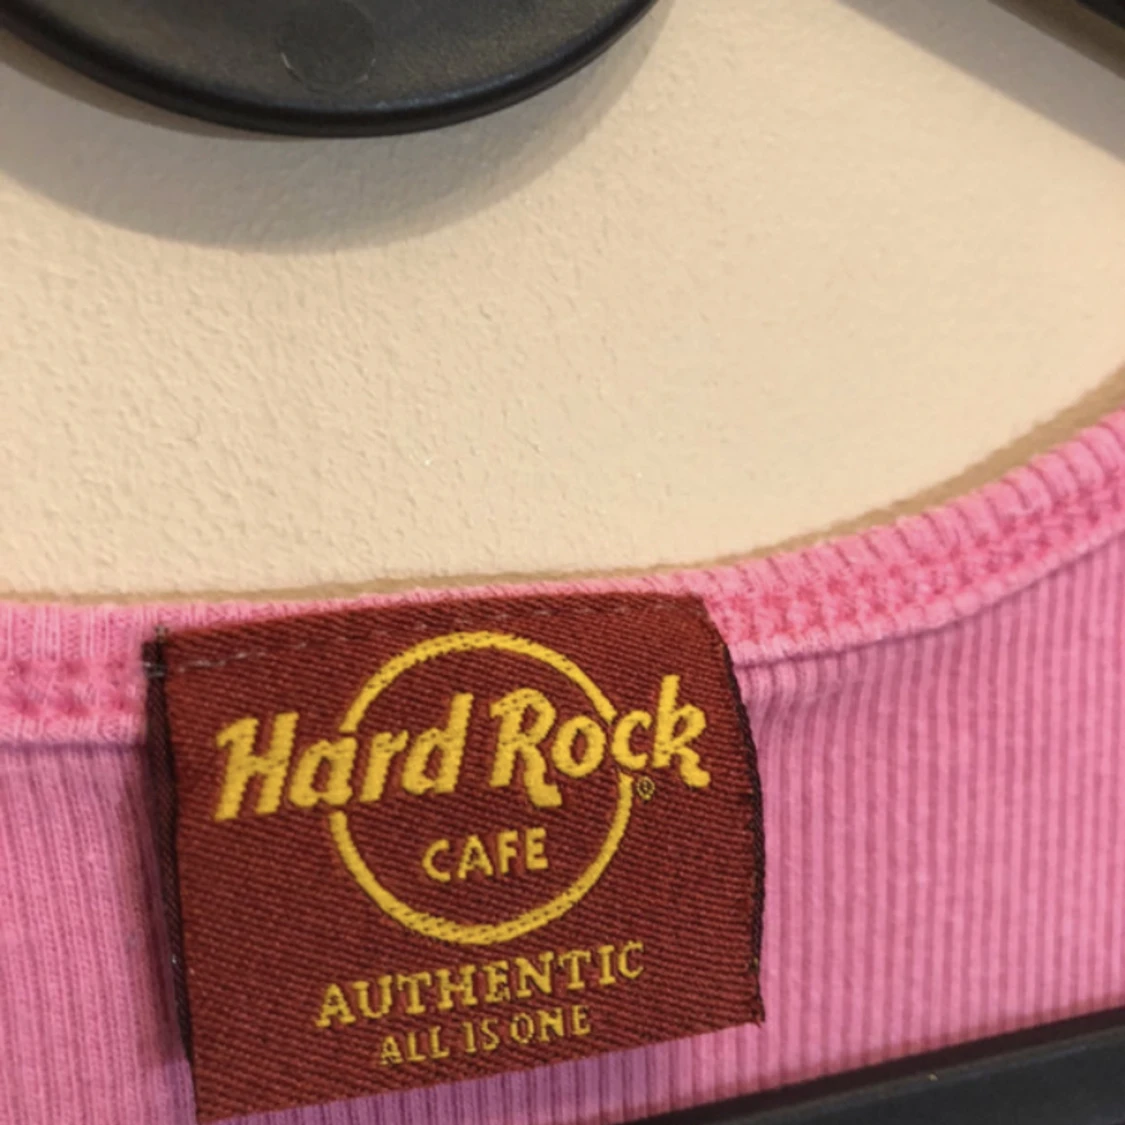 Hard Rock
®
CAFE
AUTHENTIC
ALL IS ONE